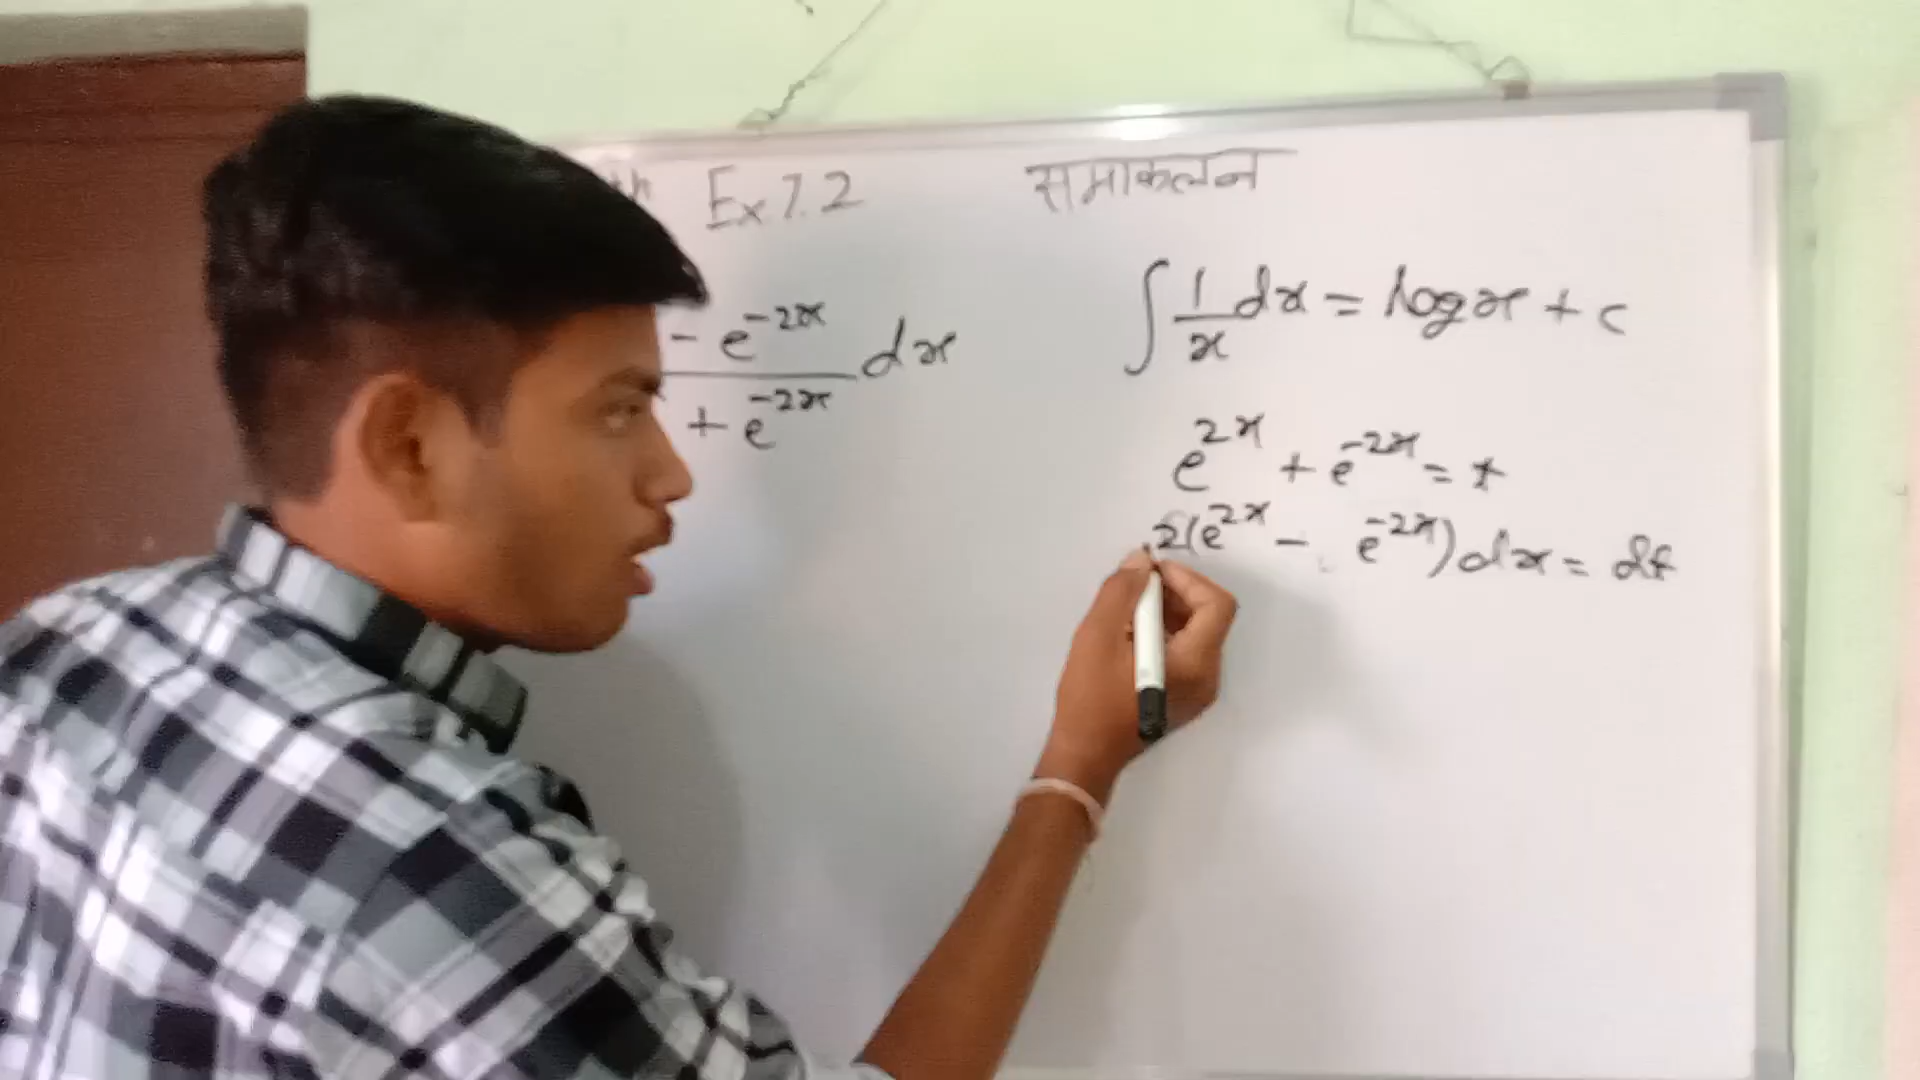 Ex 7.2 समाकलन
- e^{-2x}
+ e^{-2x} dx
∫ 1/x dx = log x + c
e^{2x} + e^{-2x} = t
2(e^{2x} - e^{-2x}) dx = dt